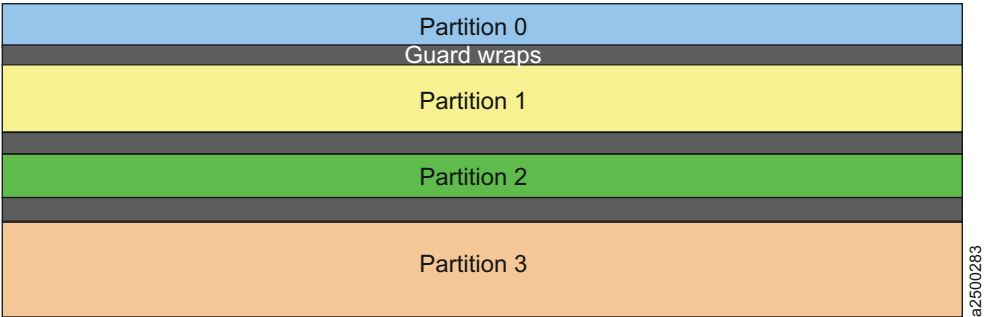 Partition 0
Guard wraps
Partition 1
Partition 2
Partition 3
a2500283